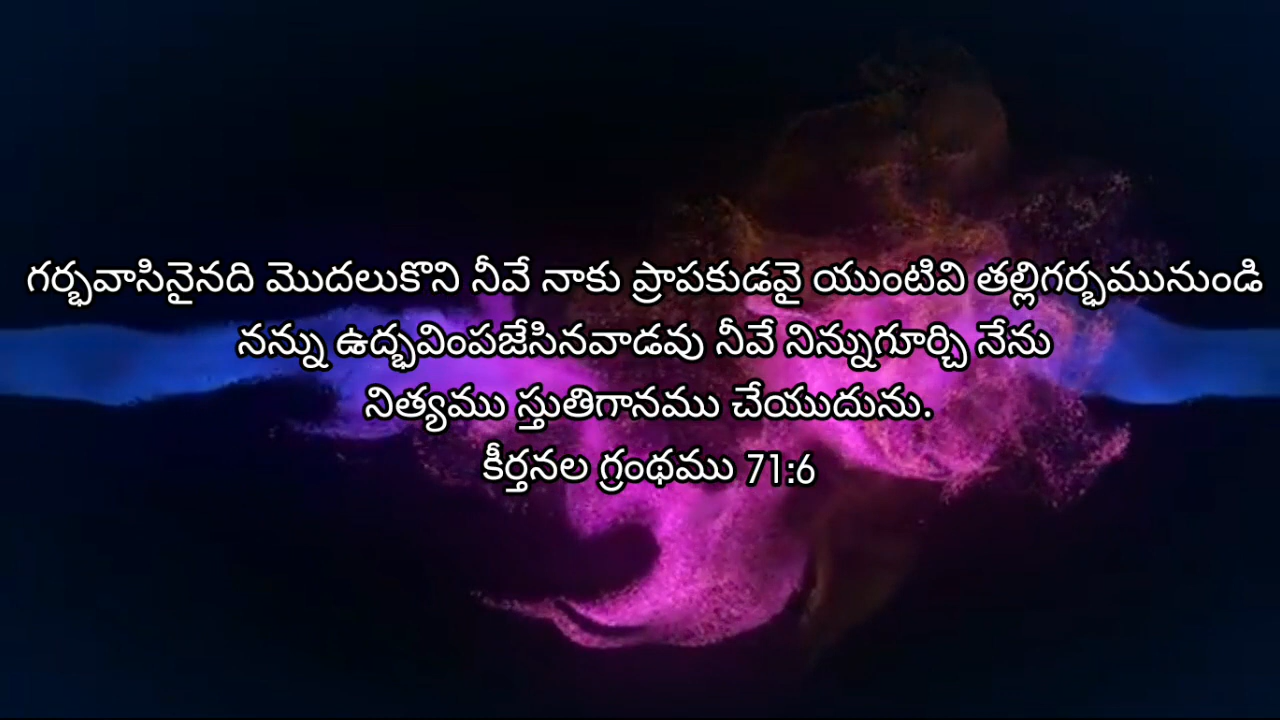 గర్భవాసినైనది మొదలుకొని నీవే నాకు ప్రాపకుడవై యుంటివి తల్లిగర్భమునుండి
నన్ను ఉద్భవింపజేసినవాడవు నీవే నిన్నుగూర్చి నేను
నిత్యము స్తుతిగానము చేయుదును.
కీర్తనల గ్రంథము 71:6